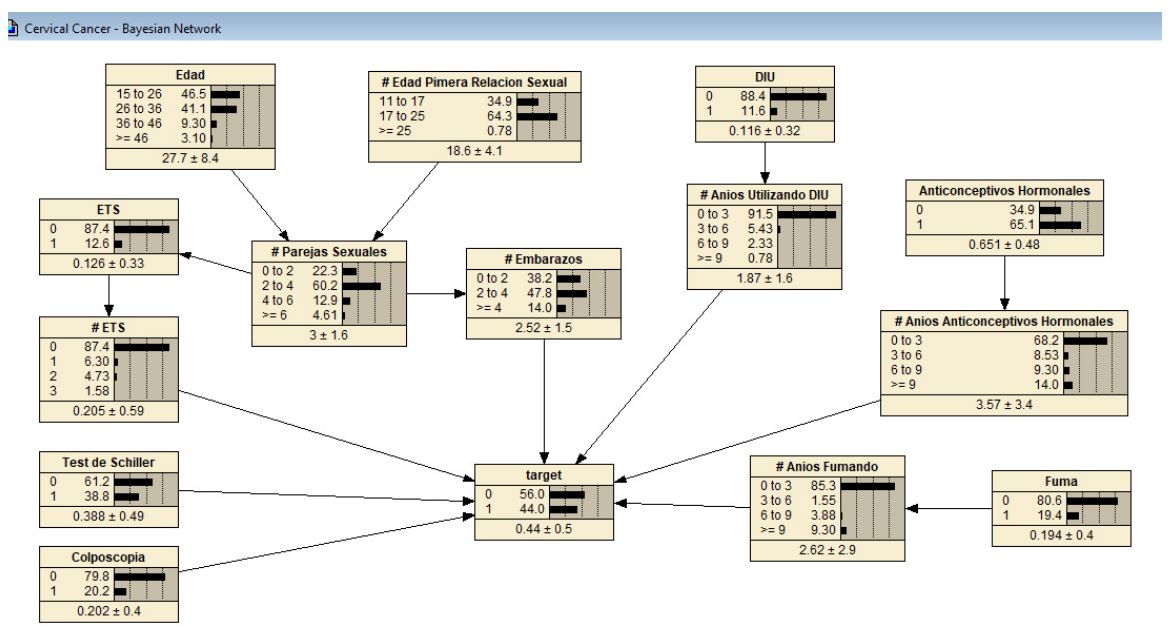 Cervical Cancer - Bayesian Network
Edad
15 to 26 46.5
26 to 36 41.1
36 to 46 9.30
>= 46 3.10
27.7 ± 8.4
# Edad Pimera Relacion Sexual
11 to 17 34.9
17 to 25 64.3
>= 25 0.78
18.6 ± 4.1
DIU
0 88.4
1 11.6
0.116 ± 0.32
ETS
0 87.4
1 12.6
0.126 ± 0.33
# Parejas Sexuales
0 to 2 22.3
2 to 4 60.2
4 to 6 12.9
>= 6 4.61
3 ± 1.6
# Embarazos
0 to 2 38.2
2 to 4 47.8
>= 4 14.0
2.52 ± 1.5
# Anios Utilizando DIU
0 to 3 91.5
3 to 6 5.43
6 to 9 2.33
>= 9 0.78
1.87 ± 1.6
Anticonceptivos Hormonales
0 34.9
1 65.1
0.651 ± 0.48
# ETS
0 87.4
1 6.30
2 4.73
3 1.58
0.205 ± 0.59
# Anios Anticonceptivos Hormonales
0 to 3 68.2
3 to 6 8.53
6 to 9 9.30
>= 9 14.0
3.57 ± 3.4
Test de Schiller
0 61.2
1 38.8
0.388 ± 0.49
target
0 56.0
1 44.0
0.44 ± 0.5
# Anios Fumando
0 to 3 85.3
3 to 6 1.55
6 to 9 3.88
>= 9 9.30
2.62 ± 2.9
Fuma
0 80.6
1 19.4
0.194 ± 0.4
Colposcopia
0 79.8
1 20.2
0.202 ± 0.4